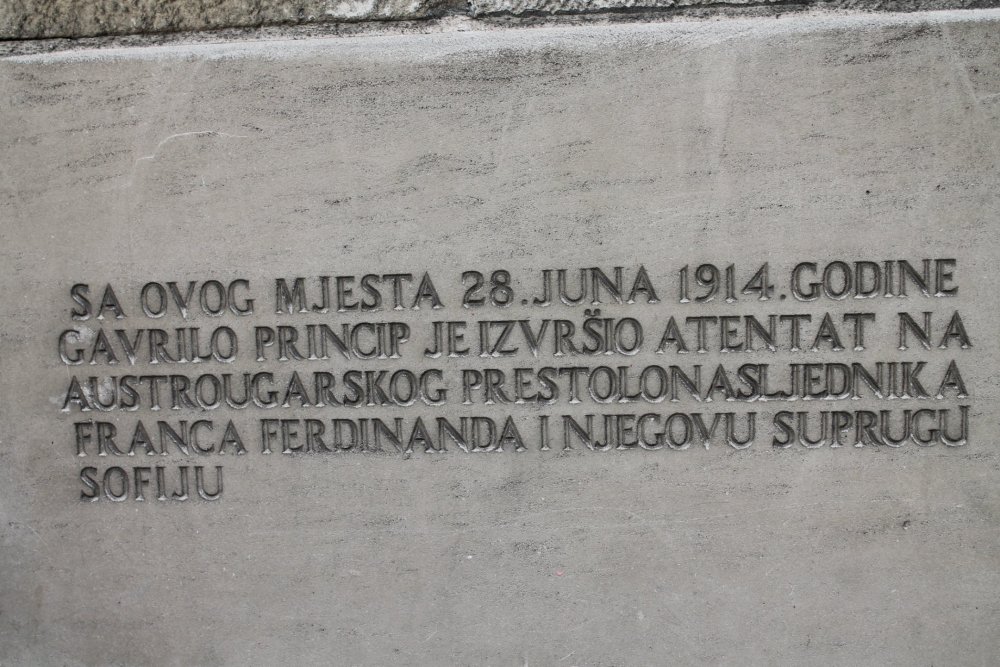 SA OVOG MJESTA 28. JUNA 1914. GODINE
GAVRILO PRINCIP JE IZVRŠIO ATENTAT NA
AUSTROUGARSKOG PRESTOLONASLJEDNIKA
FRANCA FERDINANDA I NJEGOVU SUPRUGU
SOFIJU